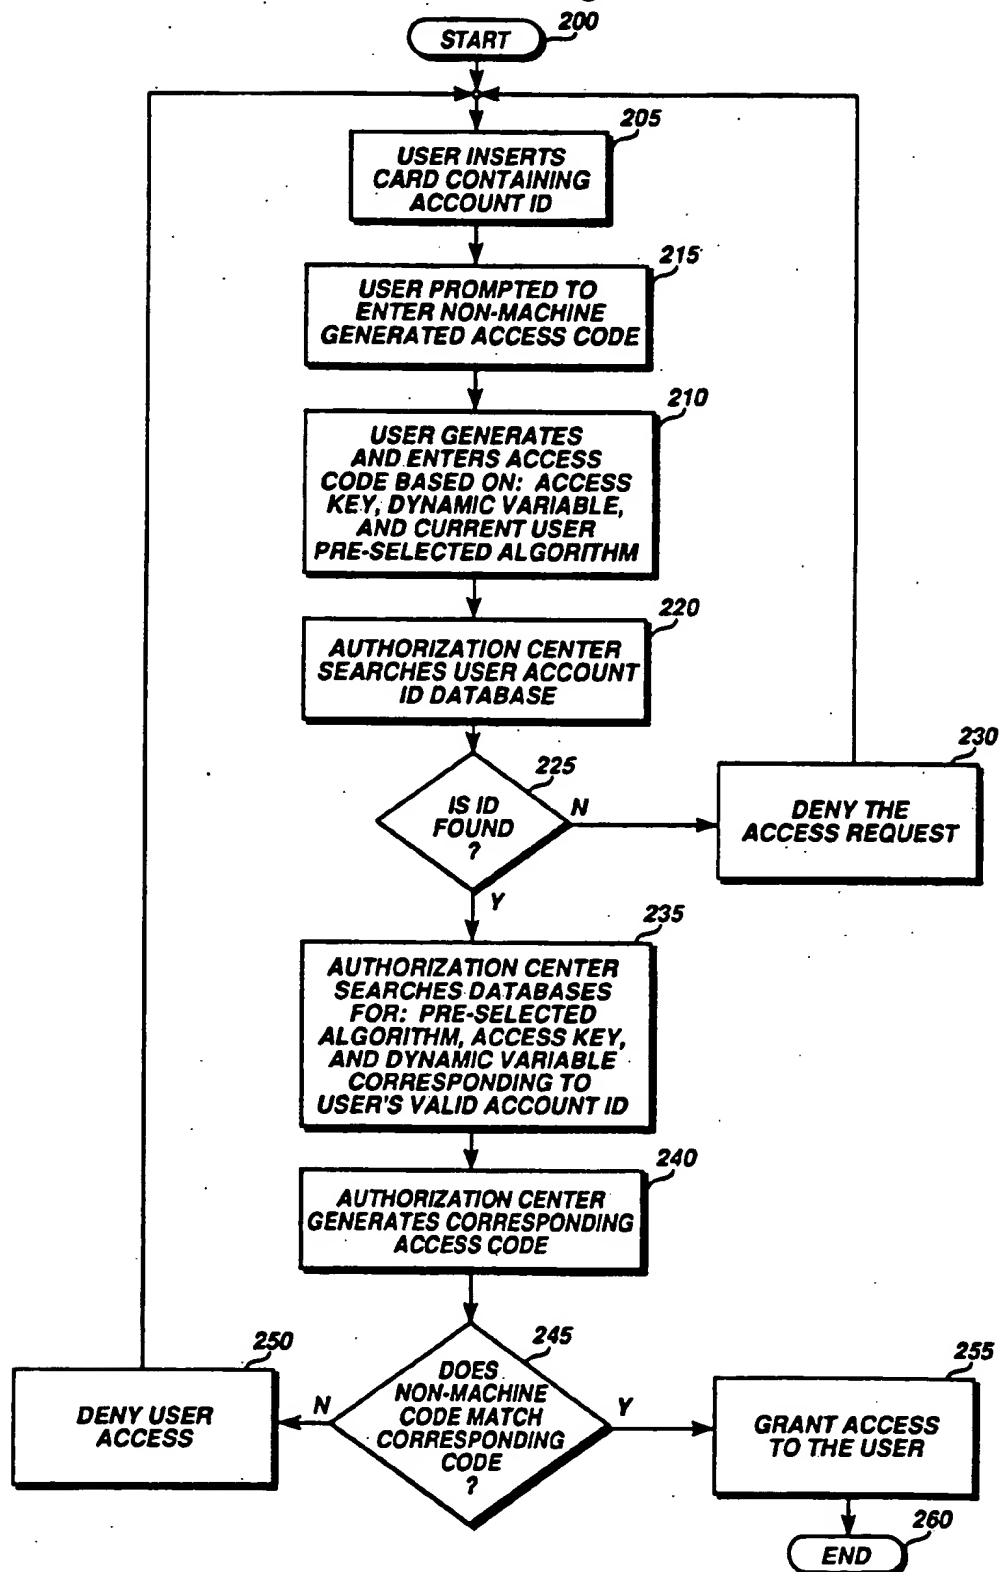 200
START
205
USER INSERTS
CARD CONTAINING
ACCOUNT ID
215
USER PROMPTED TO
ENTER NON-MACHINE
GENERATED ACCESS CODE
210
USER GENERATES
AND ENTERS ACCESS
CODE BASED ON: ACCESS
KEY, DYNAMIC VARIABLE,
AND CURRENT USER
PRE-SELECTED ALGORITHM
220
AUTHORIZATION CENTER
SEARCHES USER ACCOUNT
ID DATABASE
225
IS ID
FOUND
?
N
Y
230
DENY THE
ACCESS REQUEST
235
AUTHORIZATION CENTER
SEARCHES DATABASES
FOR: PRE-SELECTED
ALGORITHM, ACCESS KEY,
AND DYNAMIC VARIABLE
CORRESPONDING TO
USER'S VALID ACCOUNT ID
240
AUTHORIZATION CENTER
GENERATES CORRESPONDING
ACCESS CODE
245
DOES
NON-MACHINE
CODE MATCH
CORRESPONDING
CODE
?
N
Y
250
DENY USER
ACCESS
255
GRANT ACCESS
TO THE USER
260
END